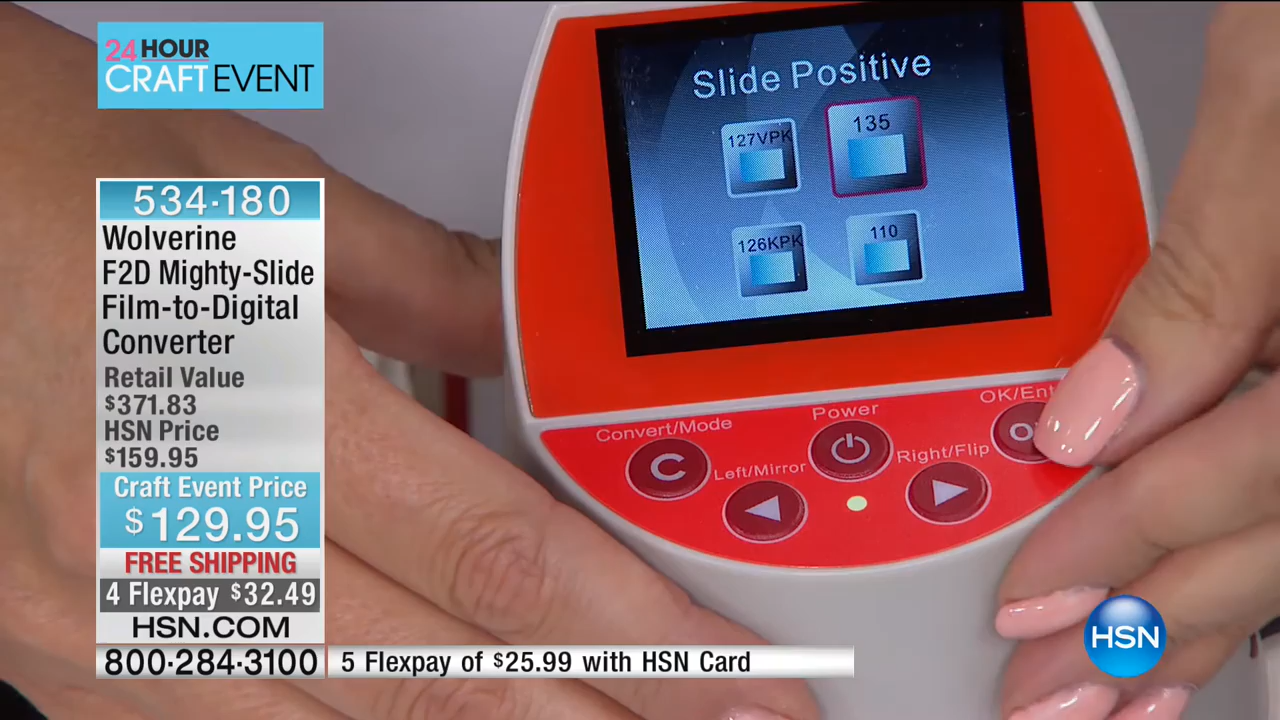 24 HOUR
CRAFT EVENT
534·180
Wolverine
F2D Mighty-Slide
Film-to-Digital
Converter
Retail Value
$371.83
HSN Price
$159.95
Craft Event Price
$129.95
FREE SHIPPING
4 Flexpay $32.49
HSN.COM
800·284·3100
5 Flexpay of $25.99 with HSN Card
Slide Positive
127VPK 135
126KPK 110
Convert/Mode Power OK/Ent
C Left/Mirror Right/Flip O
HSN